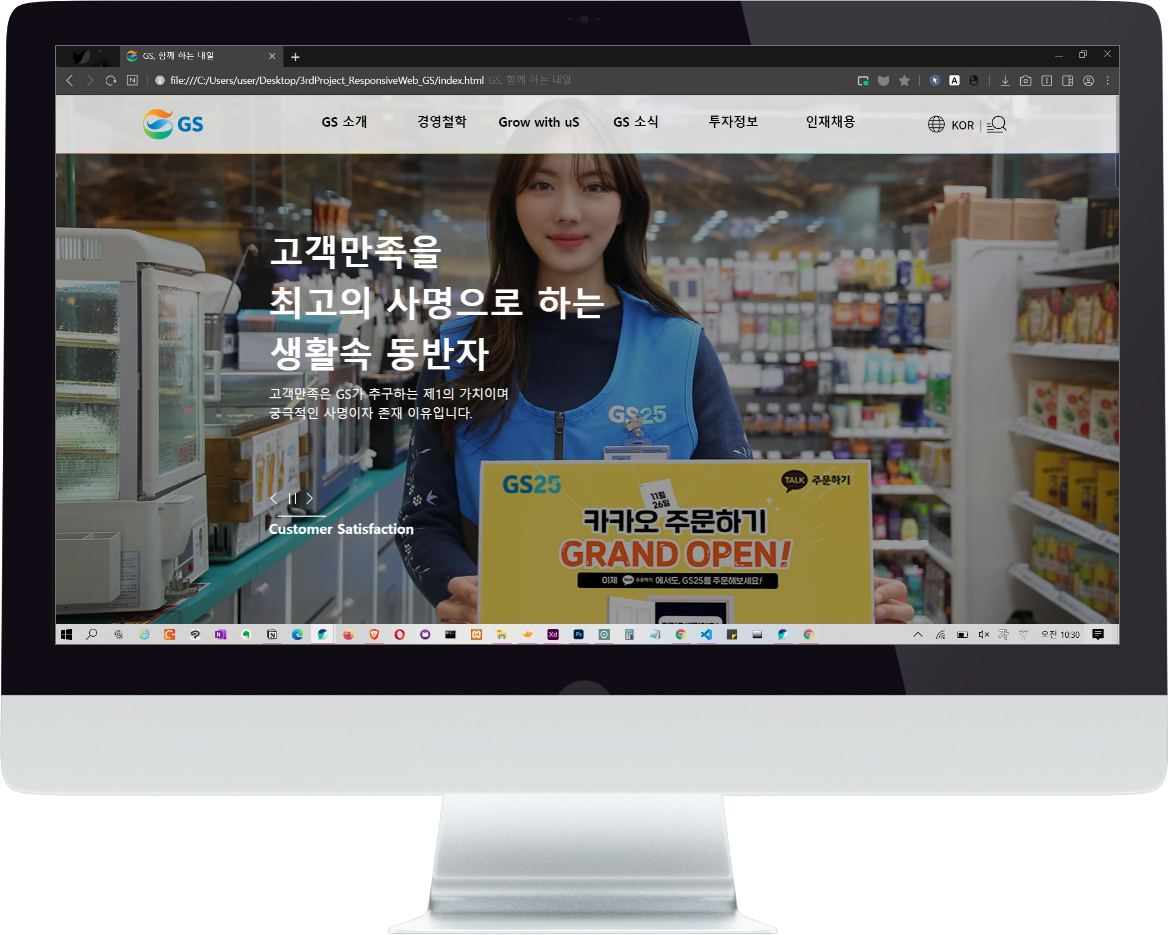 GS, 함께 하는 내일
file:///C:/Users/user/Desktop/3rdProject_ResponsiveWeb_GS/index.html GS, 함께 하는 내일
GS
GS 소개 경영철학 Grow with uS GS 소식 투자정보 인재채용
KOR |
고객만족을
최고의 사명으로 하는
생활속 동반자
고객만족은 GS가 추구하는 제1의 가치이며
궁극적인 사명이자 존재 이유입니다.
Customer Satisfaction
GS25
GS25
TALK 주문하기
11월
26일
카카오 주문하기
GRAND OPEN!
이제 TALK 주문하기 에서도, GS25를 주문해보세요!
오전 10:30